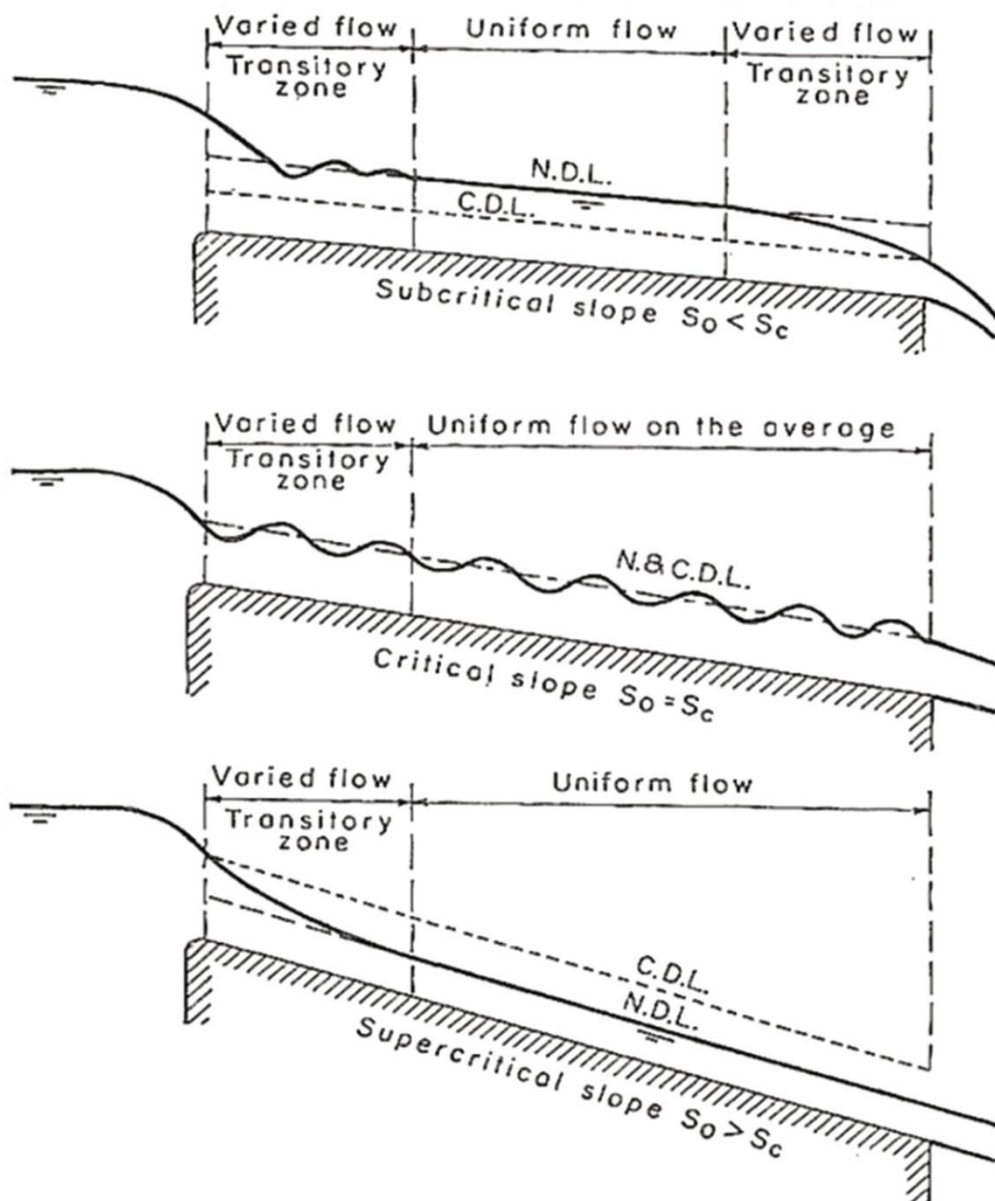 Varied flow Uniform flow Varied flow
Transitory zone Transitory zone
N.D.L.
C.D.L.
Subcritical slope So < Sc
Varied flow Uniform flow on the average
Transitory zone
N.&C.D.L.
Critical slope So = Sc
Varied flow Uniform flow
Transitory zone
C.D.L.
N.D.L.
Supercritical slope So > Sc